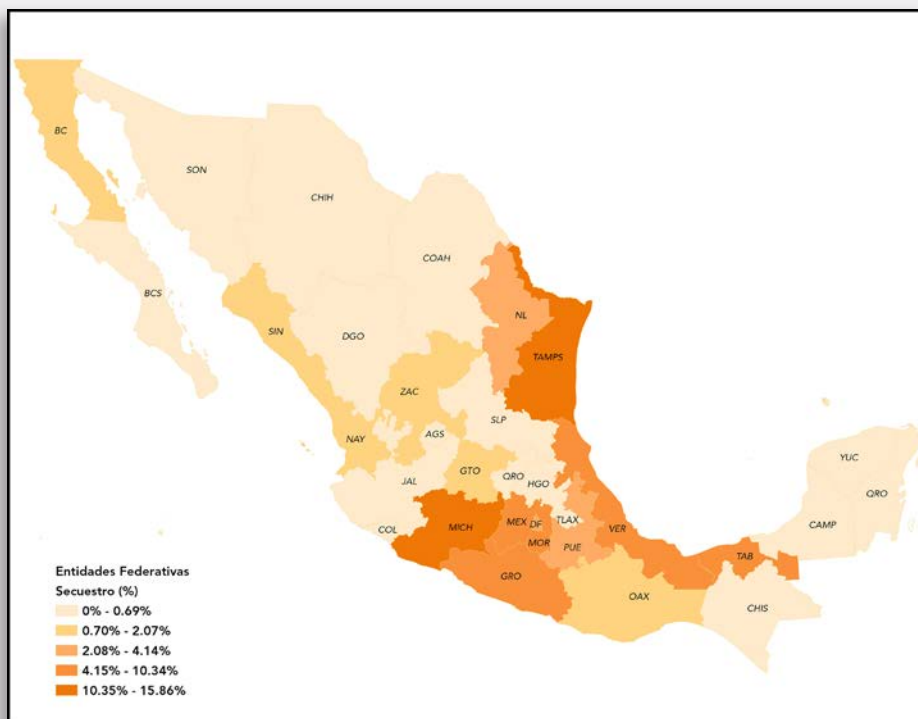 BC
SON
CHIH
COAH
BCS
NL
SIN
DGO
TAMPS
ZAC
SLP
NAY
AGS
GTO
QRO
HGO
JAL
YUC
QRO
CAMP
COL
MICH
MEX
DF
TLAX
VER
MOR
PUE
TAB
GRO
OAX
CHIS
Entidades Federativas
Secuestro (%)
0% - 0.69%
0.70% - 2.07%
2.08% - 4.14%
4.15% - 10.34%
10.35% - 15.86%